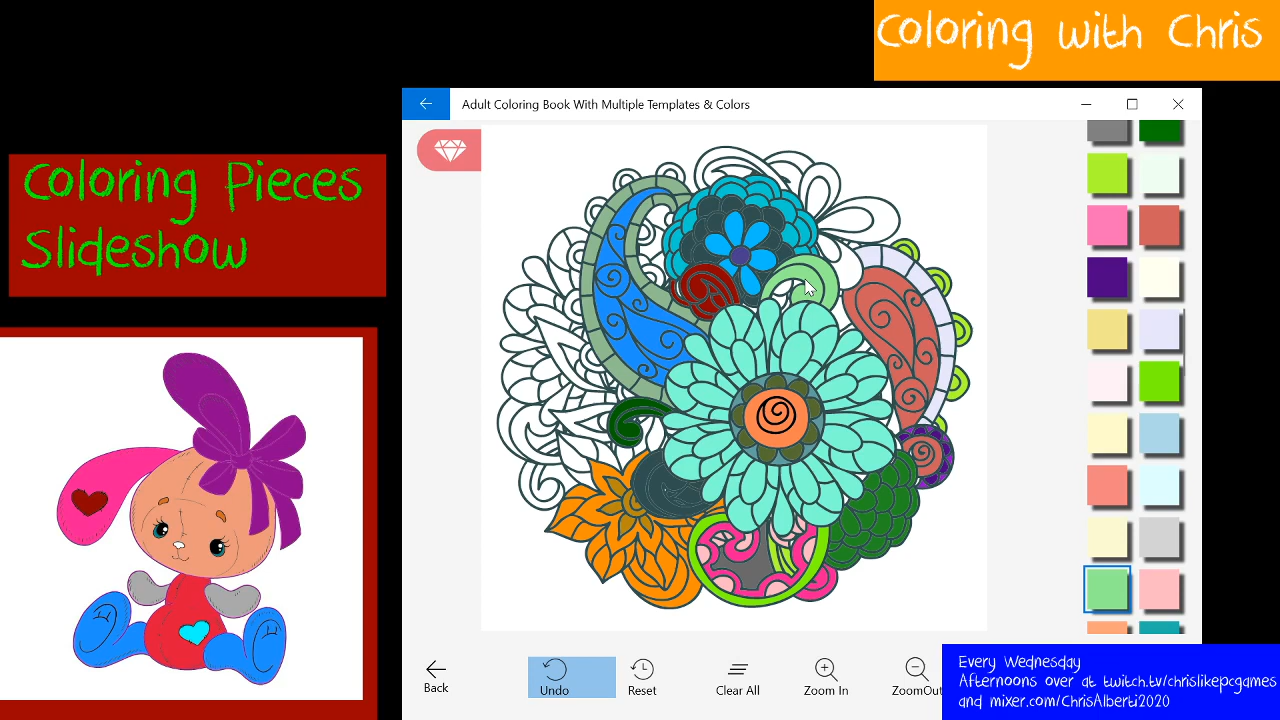 Coloring with Chris
Coloring Pieces
Slideshow
Adult Coloring Book With Multiple Templates & Colors
Back
Undo
Reset
Clear All
Zoom In
ZoomOut
Every Wednesday
Afternoons over at twitch.tv/chrislikepcgames
and mixer.com/ChrisAlberti2020